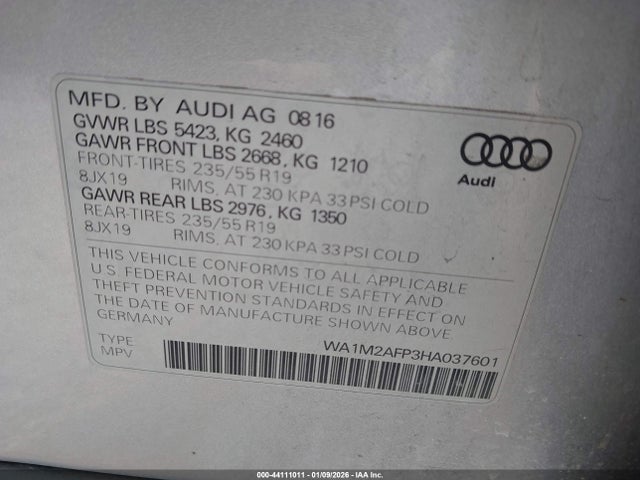 MFD. BY AUDI AG 0816
GVWR LBS 5423, KG 2460
GAWR FRONT LBS 2668, KG 1210
FRONT-TIRES 235/55 R19
8JX19 RIMS, AT 230 KPA 33 PSI COLD
GAWR REAR LBS 2976, KG 1350
REAR-TIRES 235/55 R19
8JX19 RIMS, AT 230 KPA 33 PSI COLD
Audi
THIS VEHICLE CONFORMS TO ALL APPLICABLE
U.S. FEDERAL MOTOR VEHICLE SAFETY AND
THEFT PREVENTION STANDARDS IN EFFECT ON
THE DATE OF MANUFACTURE SHOWN ABOVE
GERMANY
TYPE
MPV WA1M2AFP3HA037601
000-44111011 | 01/09/2026 - IAA Inc.